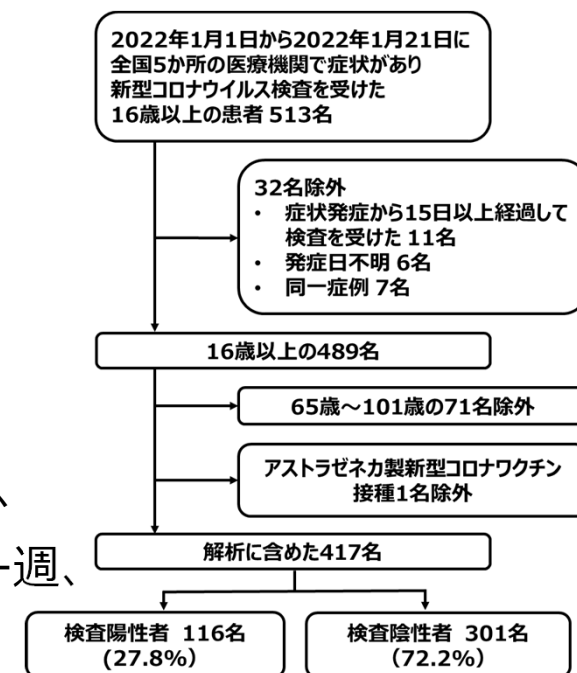 2022年1月1日から2022年1月21日に
全国5か所の医療機関で症状があり
新型コロナウイルス検査を受けた
16歳以上の患者 513名
32名除外
• 症状発症から15日以上経過して
検査を受けた 11名
• 発症日不明 6名
• 同一症例 7名
16歳以上の489名
65歳～101歳の71名除外
アストラゼネカ製新型コロナワクチン
接種1名除外
、
週、
解析に含めた417名
検査陽性者 116名
(27.8%)
検査陰性者 301名
(72.2%)